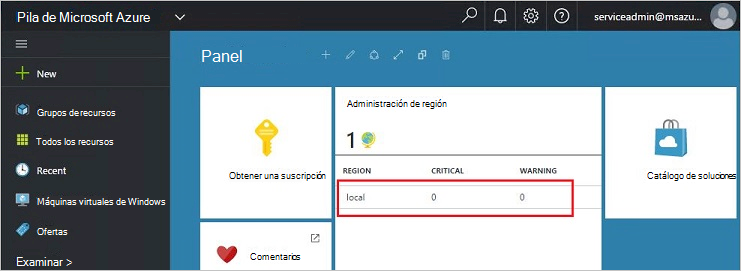 Pila de Microsoft Azure
serviceadmin@msazu...
Panel
New
Grupos de recursos
Todos los recursos
Recent
Máquinas virtuales de Windows
Ofertas
Examinar >
Obtener una suscripción
Comentarios
Administración de región
1
REGION CRITICAL WARNING
local 0 0
Catálogo de soluciones